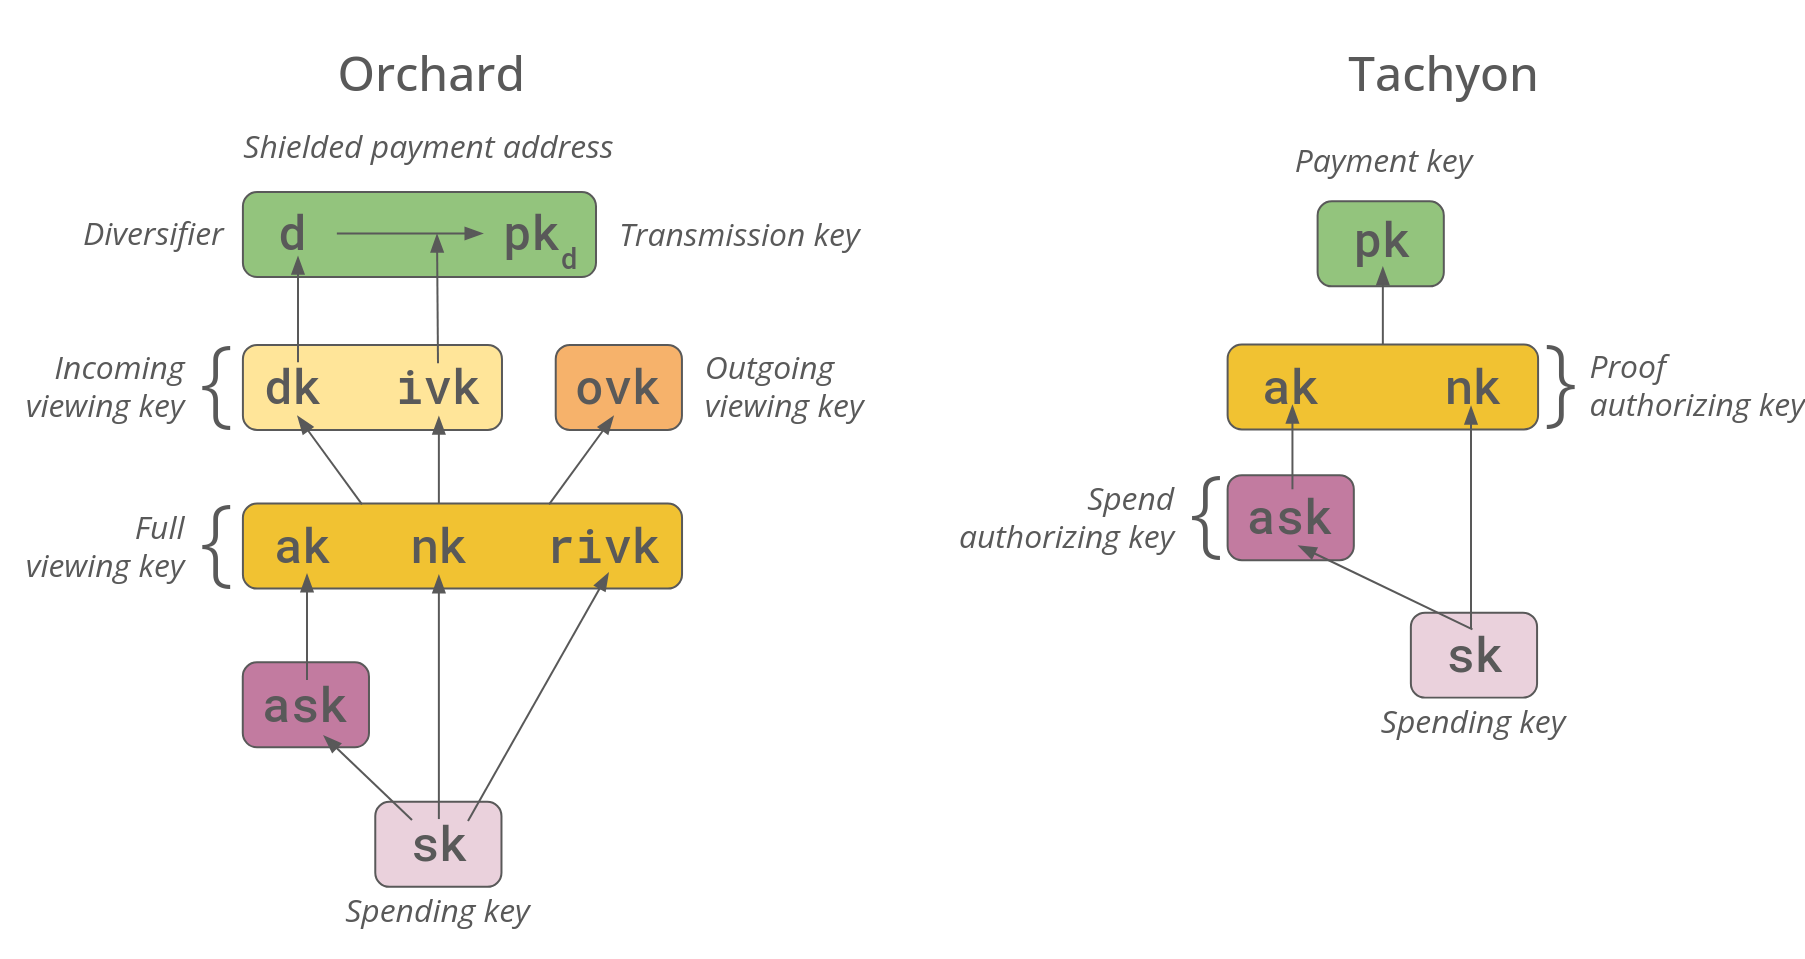 Orchard
Shielded payment address
Diversifier
d
pk
d
Transmission key
Incoming
viewing key
dk
ivk
ovk
Outgoing
viewing key
Full
viewing key
ak
nk
rivk
ask
sk
Spending key
Tachyon
Payment key
pk
ak
nk
Proof
authorizing key
Spend
authorizing key
ask
sk
Spending key